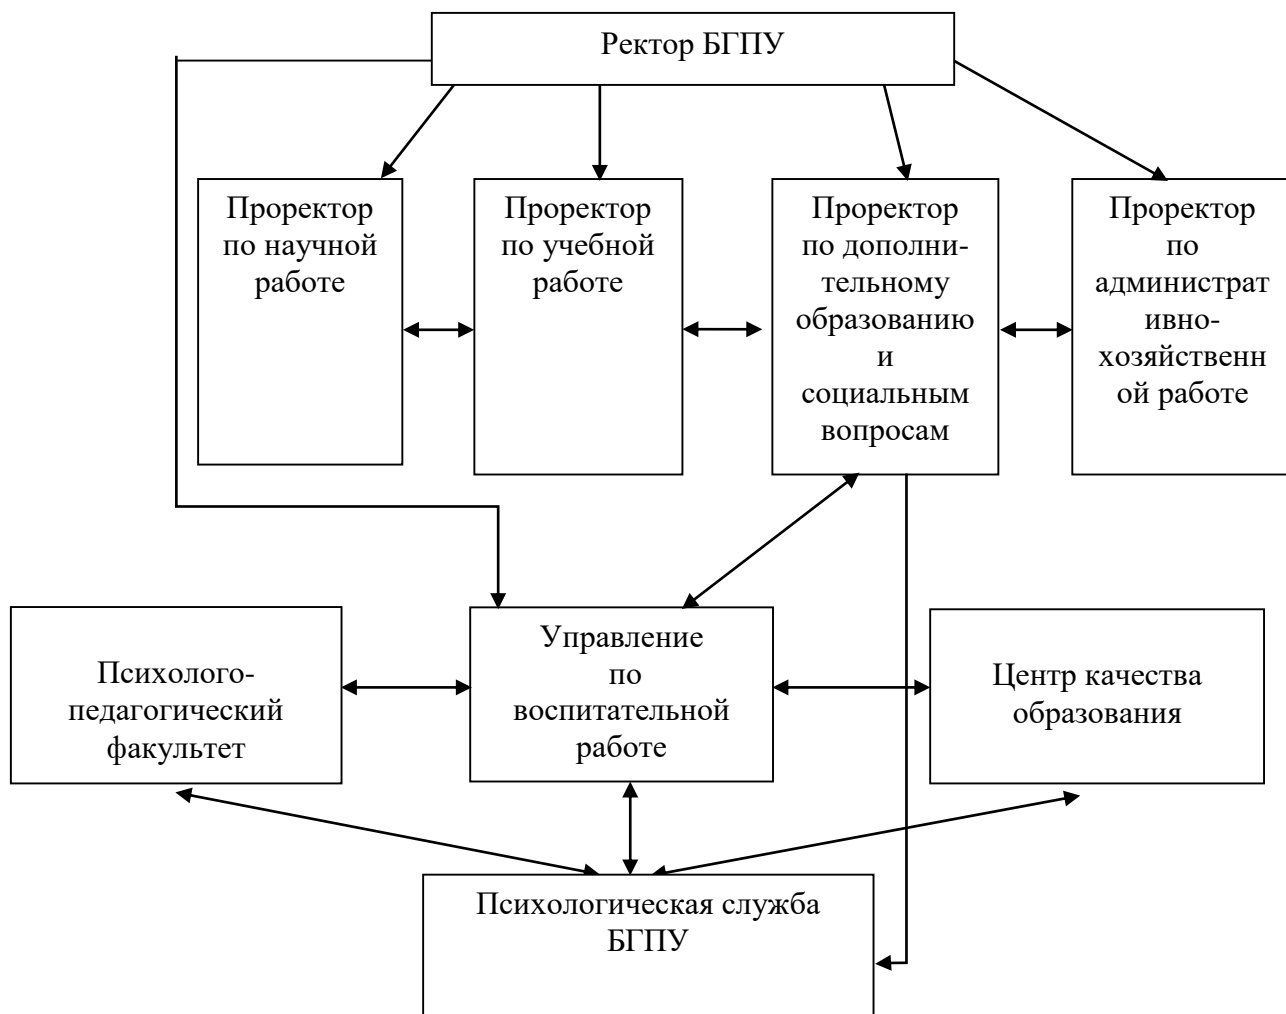 Ректор БГПУ
Проректор
по научной
работе
Проректор
по учебной
работе
Проректор
по дополни-
тельному
образованию
и
социальным
вопросам
Проректор
по
администрат
ивно-
хозяйственн
ой работе
Психолого-
педагогический
факультет
Управление
по
воспитательной
работе
Центр качества
образования
Психологическая служба
БГПУ